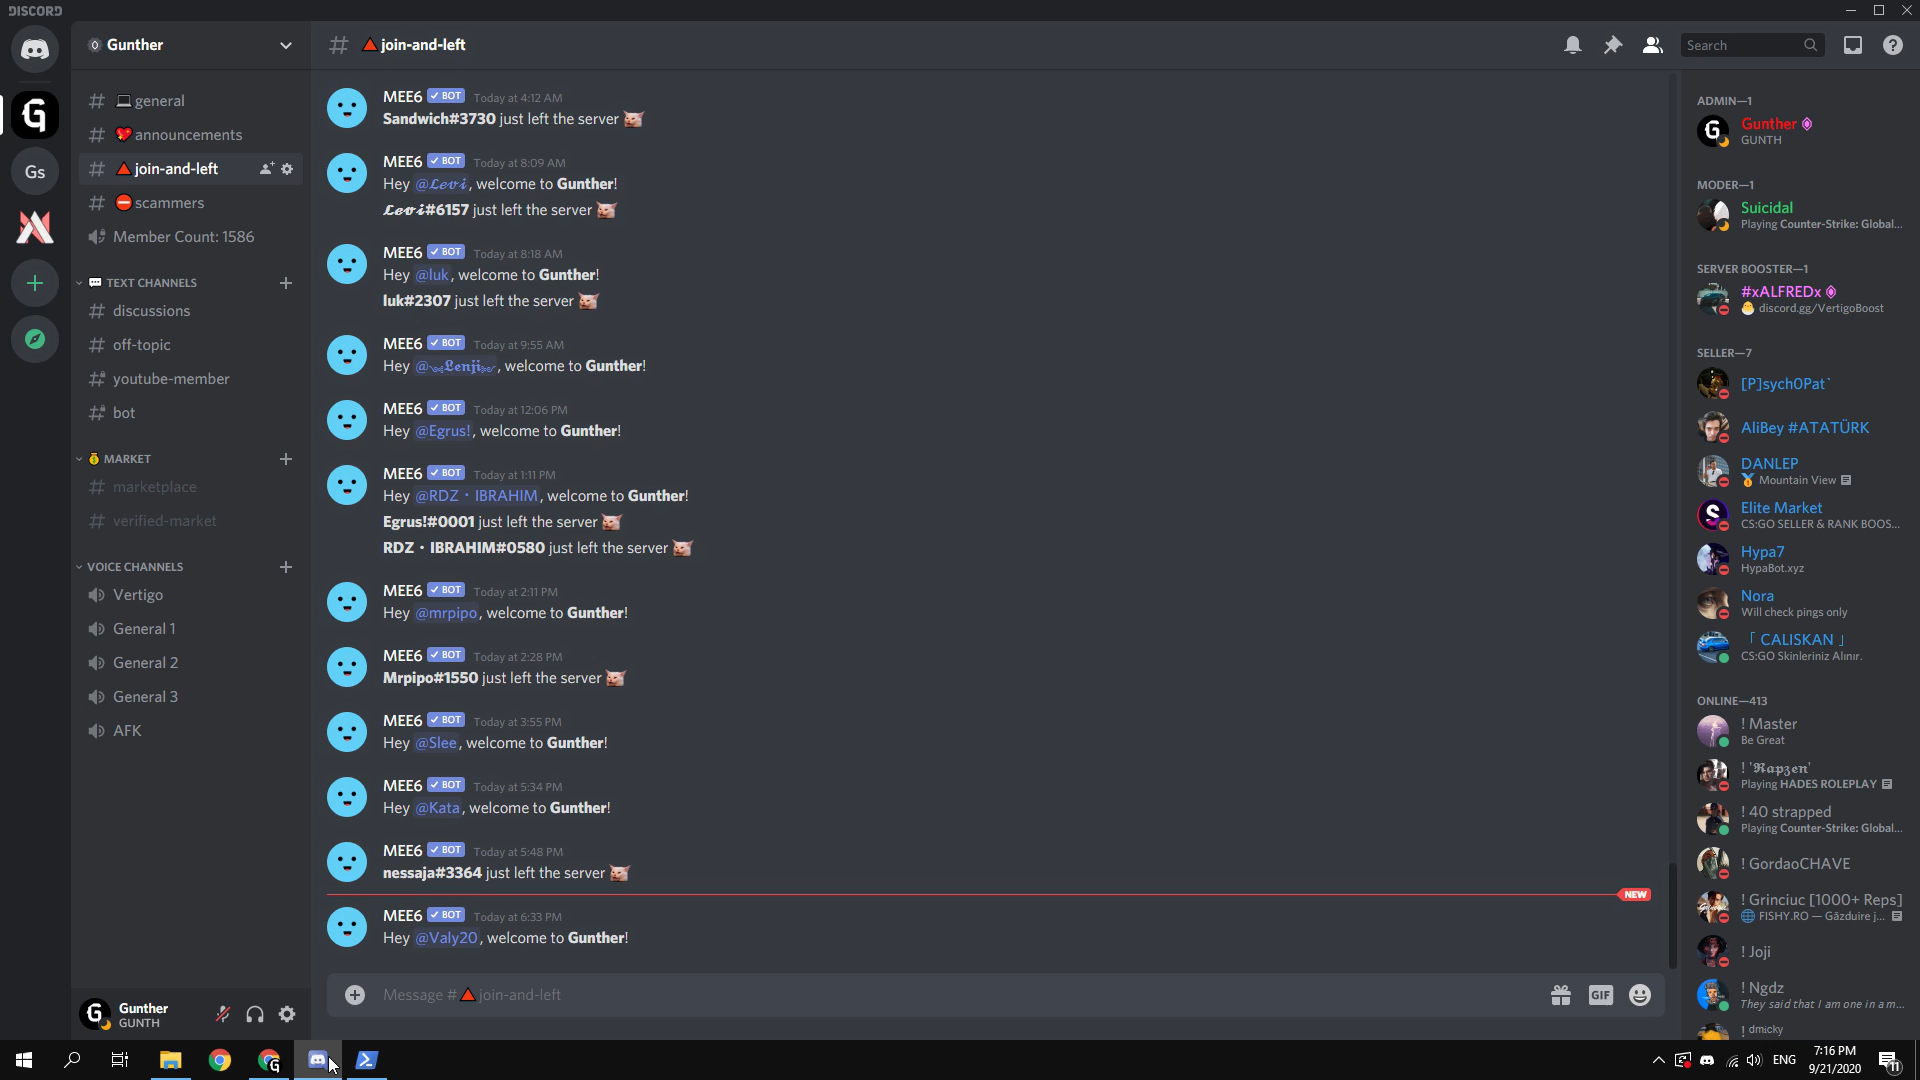 DISCORD
Gunther
general
announcements
join-and-left
scammers
Member Count: 1586
TEXT CHANNELS
discussions
off-topic
youtube-member
bot
MARKET
marketplace
verified-market
VOICE CHANNELS
Vertigo
General 1
General 2
General 3
AFK
Gs
Gunther
GUNTH
join-and-left
Search
MEE6 BOT Today at 4:12 AM
Sandwich#3730 just left the server
MEE6 BOT Today at 8:09 AM
Hey @𝓛𝓮𝓿𝓲, welcome to Gunther!
𝓛𝓮𝓿𝓲#6157 just left the server
MEE6 BOT Today at 8:18 AM
Hey @luk, welcome to Gunther!
luk#2307 just left the server
MEE6 BOT Today at 9:55 AM
Hey @𝕷𝖊𝖓𝖏𝖎, welcome to Gunther!
MEE6 BOT Today at 12:06 PM
Hey @Egrus!, welcome to Gunther!
MEE6 BOT Today at 1:11 PM
Hey @RDZ・IBRAHIM, welcome to Gunther!
Egrus!#0001 just left the server
RDZ・IBRAHIM#0580 just left the server
MEE6 BOT Today at 2:11 PM
Hey @mrpipo, welcome to Gunther!
MEE6 BOT Today at 2:28 PM
Mrpipo#1550 just left the server
MEE6 BOT Today at 3:55 PM
Hey @Slee, welcome to Gunther!
MEE6 BOT Today at 5:34 PM
Hey @Kata, welcome to Gunther!
MEE6 BOT Today at 5:48 PM
nessaja#3364 just left the server
NEW
MEE6 BOT Today at 6:33 PM
Hey @Valy20, welcome to Gunther!
Message # join-and-left
GIF
ADMIN—1
Gunther
GUNTH
MODER—1
Suicidal
Playing Counter-Strike: Global...
SERVER BOOSTER—1
#xALFREDx
discord.gg/VertigoBoost
SELLER—7
[P]sych0Pat`
AliBey #ATATÜRK
DANLEP
Mountain View
Elite Market
CS:GO SELLER & RANK BOOS...
Hypa7
HypaBot.xyz
Nora
Will check pings only
「 CALISKAN 」
CS:GO Skinleriniz Alınır.
ONLINE—413
! Master
Be Great
! '𝕽𝖆𝖕𝖟𝖊𝖓'
Playing HADES ROLEPLAY
! 40 strapped
Playing Counter-Strike: Global...
! GordaoCHAVE
! Grinciuc [1000+ Reps]
FISHY.RO — Găzduire j...
! Joji
! Ngdz
They said that I am one in a m...
! dmicky
ENG
7:16 PM
9/21/2020
11